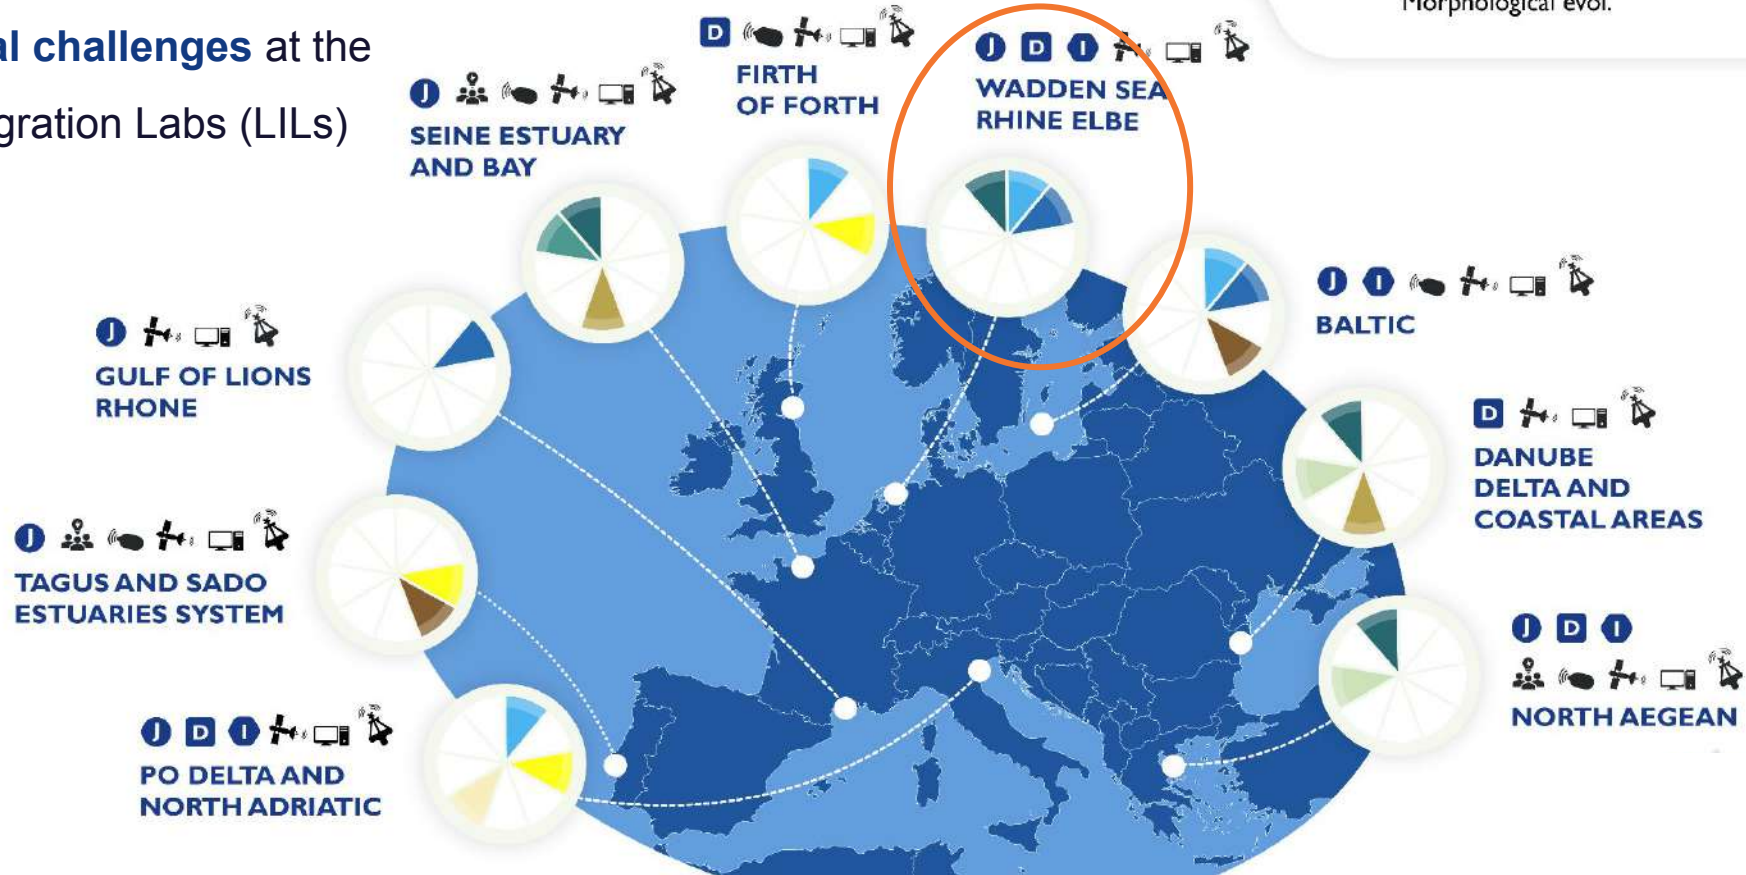 al challenges at the
gration Labs (LILs)
Morphological evol.
D
FIRTH
OF FORTH
J D I
WADDEN SEA
RHINE ELBE
J
SEINE ESTUARY
AND BAY
J I
BALTIC
J
GULF OF LIONS
RHONE
D
DANUBE
DELTA AND
COASTAL AREAS
J
TAGUS AND SADO
ESTUARIES SYSTEM
J D I
NORTH AEGEAN
J D I
PO DELTA AND
NORTH ADRIATIC